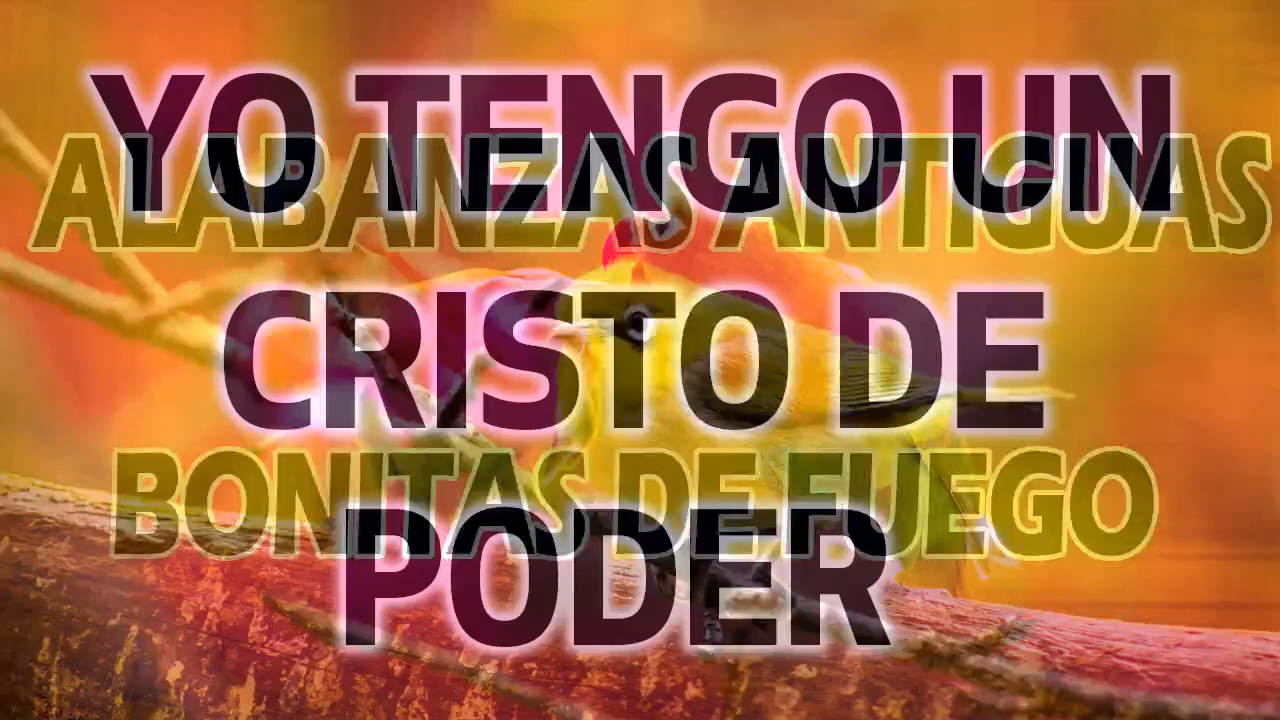 YO TENGO UN
ALABANZAS ANTIGUAS
CRISTO DE
BONITAS DE FUEGO
PODER